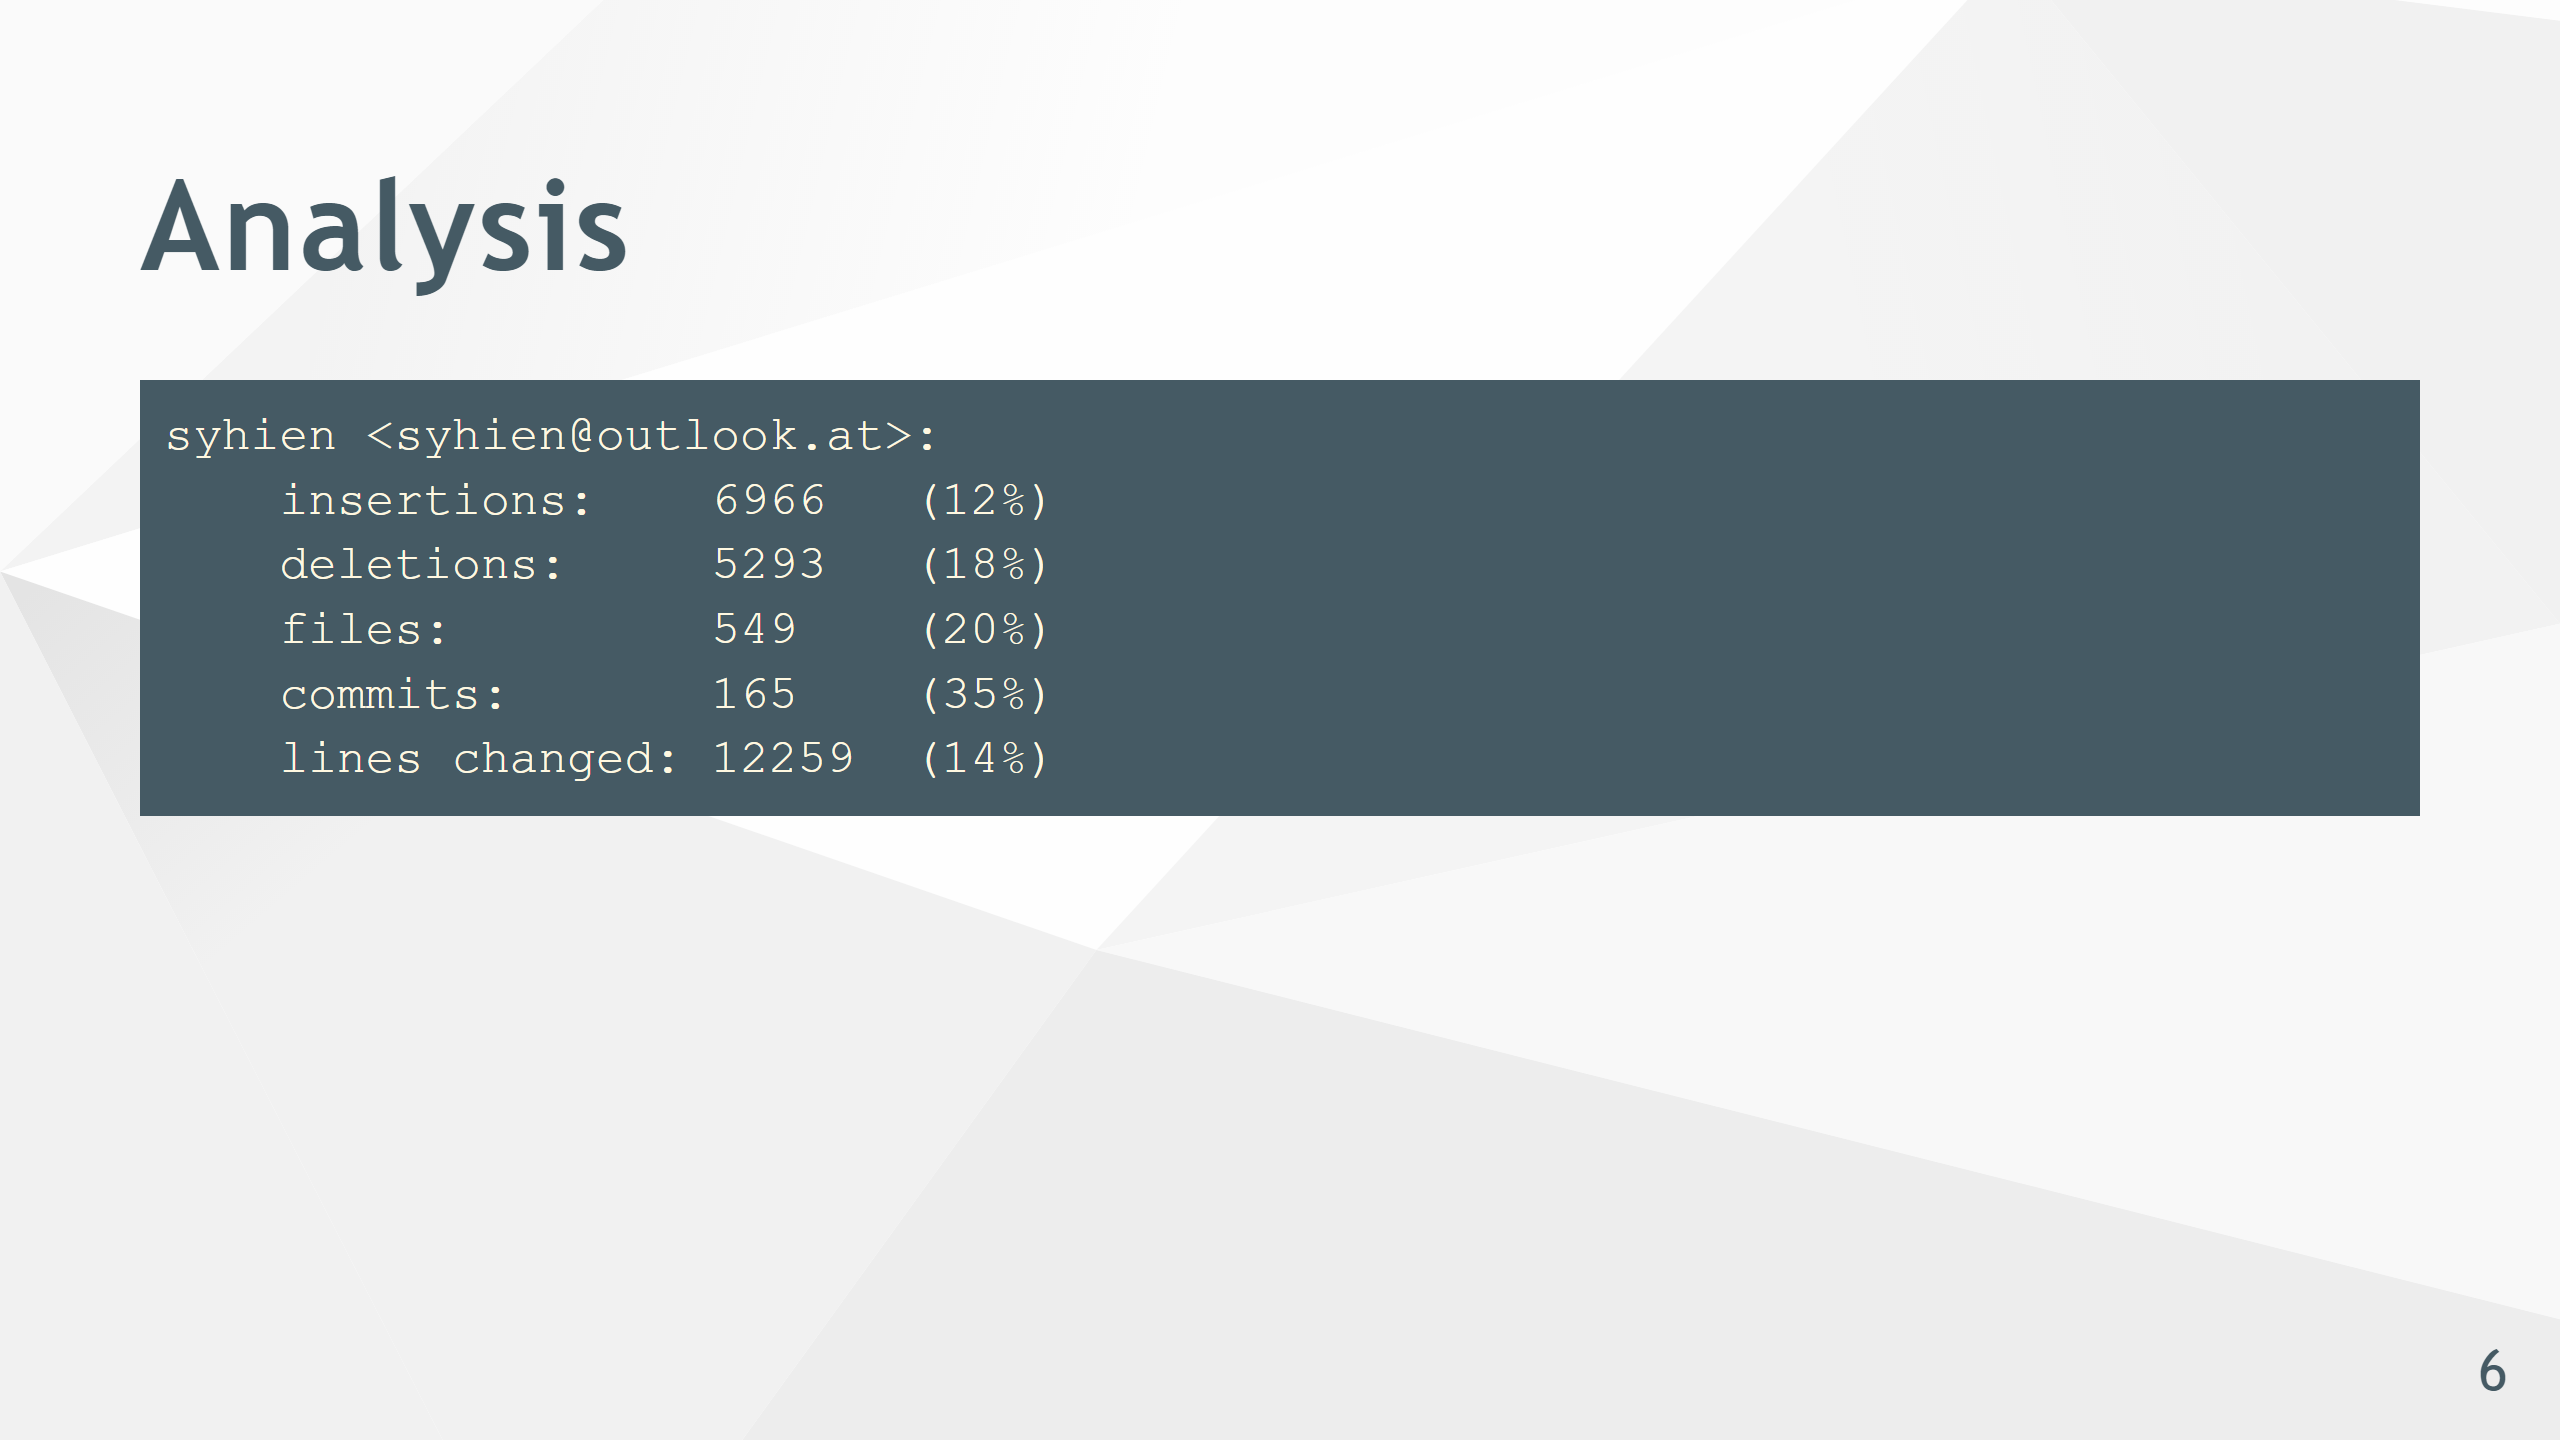 Analysis
syhien <syhien@outlook.at>:
    insertions:    6966   (12%)
    deletions:     5293   (18%)
    files:         549    (20%)
    commits:       165    (35%)
    lines changed: 12259  (14%)
6